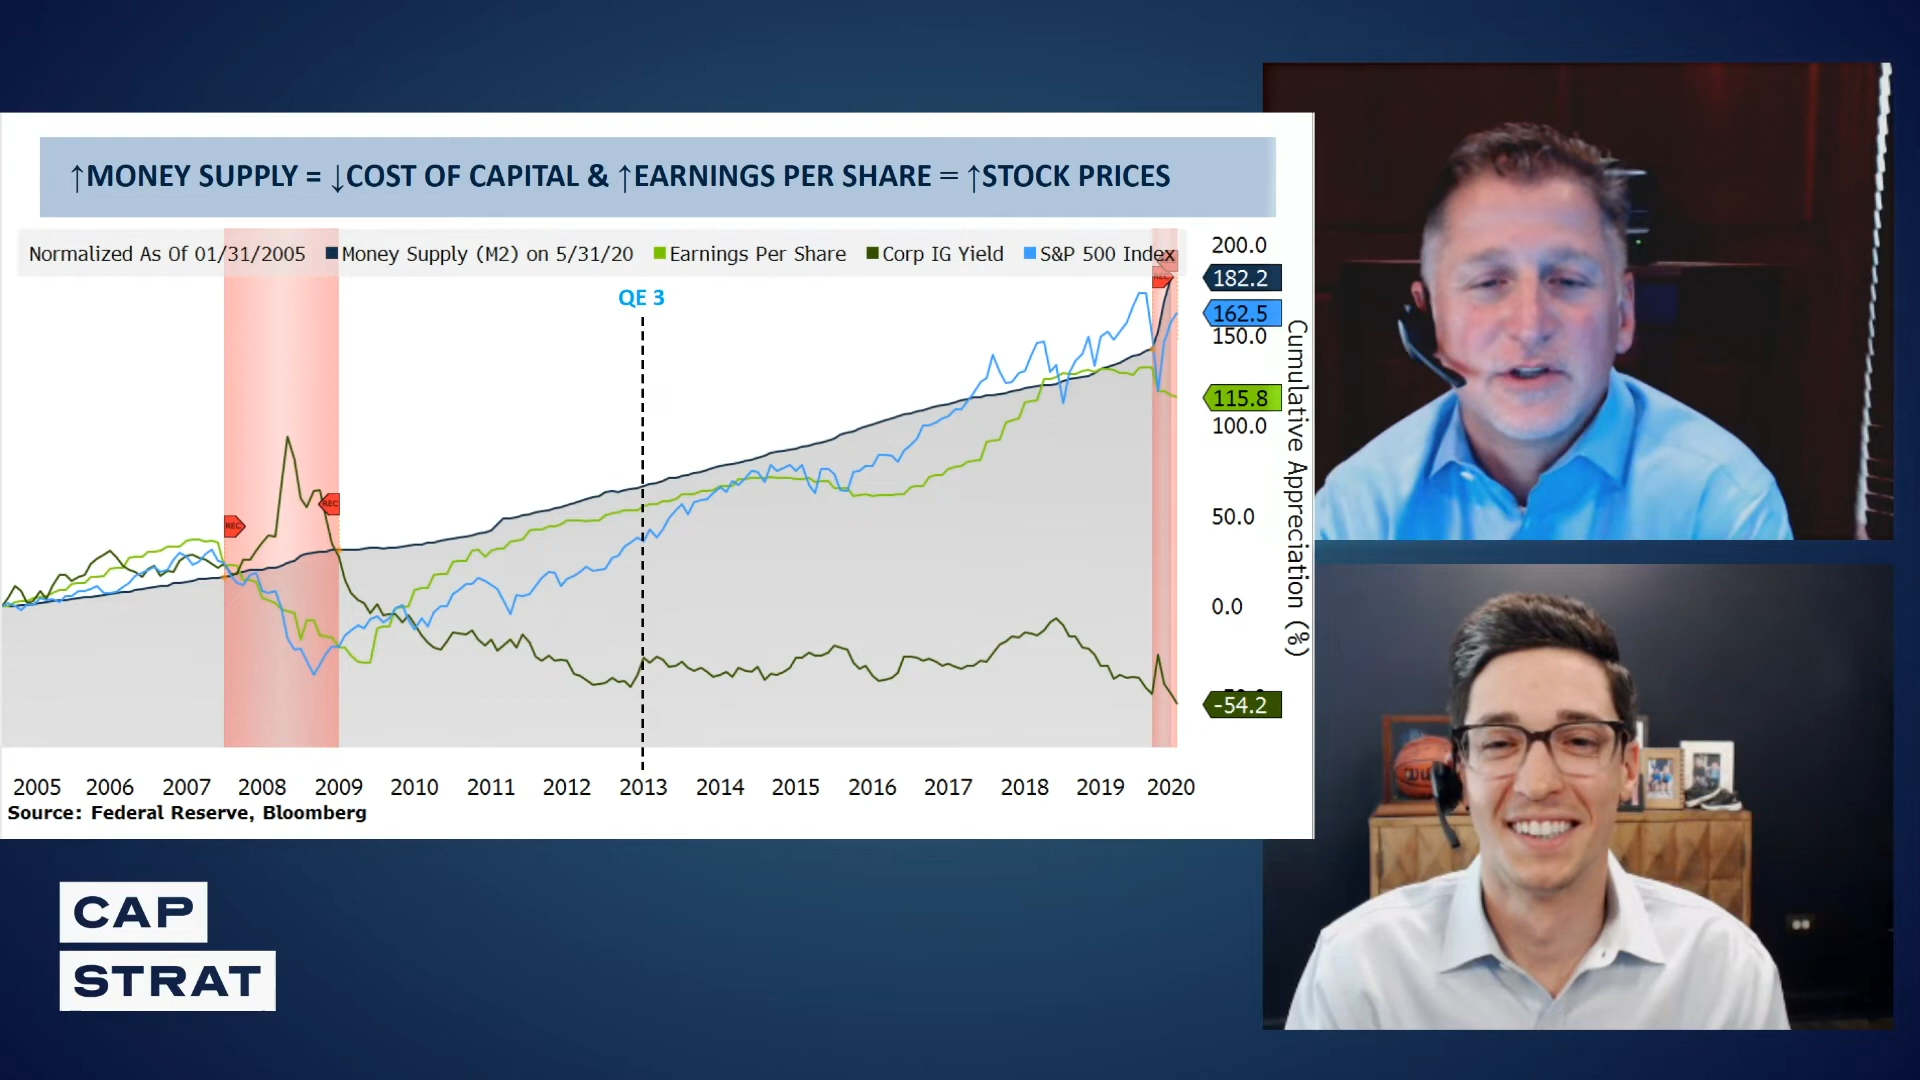 ↑MONEY SUPPLY = ↓COST OF CAPITAL & ↑EARNINGS PER SHARE = ↑STOCK PRICES
Normalized As Of 01/31/2005 Money Supply (M2) on 5/31/20 Earnings Per Share Corp IG Yield S&P 500 Index
QE 3
REC
REC
200.0
182.2
162.5
150.0
115.8
100.0
50.0
0.0
-54.2
Cumulative Appreciation (%)
2005 2006 2007 2008 2009 2010 2011 2012 2013 2014 2015 2016 2017 2018 2019 2020
Source: Federal Reserve, Bloomberg
CAP
STRAT